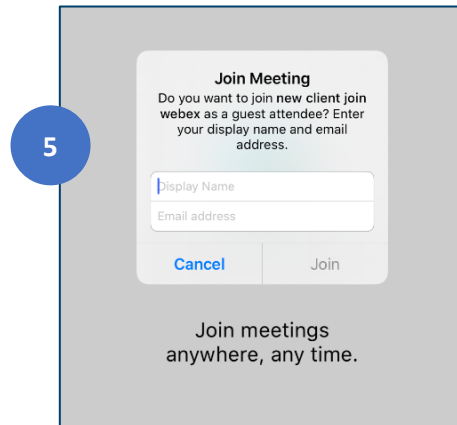 5
Join Meeting
Do you want to join new client join
webex as a guest attendee? Enter
your display name and email
address.
Display Name
Email address
Cancel
Join
Join meetings
anywhere, any time.